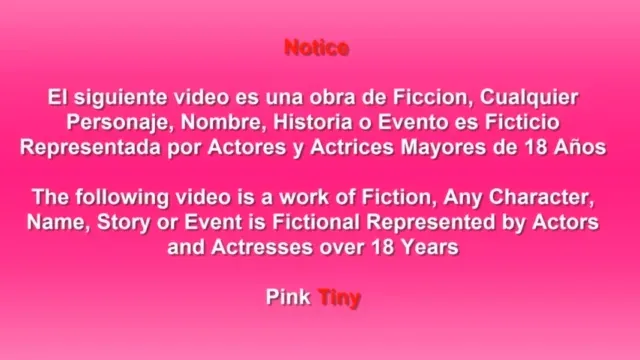 Notice
El siguiente video es una obra de Ficcion, Cualquier
Personaje, Nombre, Historia o Evento es Ficticio
Representada por Actores y Actrices Mayores de 18 Años
The following video is a work of Fiction, Any Character,
Name, Story or Event is Fictional Represented by Actors
and Actresses over 18 Years
Pink Tiny